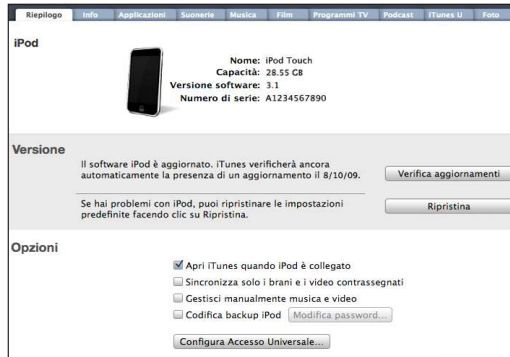 Riepilogo Info Applicazioni Suonerie Musica Film Programmi TV Podcast iTunes U Foto
iPod
Nome: iPod Touch
Capacità: 28.55 GB
Versione software: 3.1
Numero di serie: A1234567890
Versione
Il software iPod è aggiornato. iTunes verificherà ancora
automaticamente la presenza di un aggiornamento il 8/10/09.
Verifica aggiornamenti
Se hai problemi con iPod, puoi ripristinare le impostazioni
predefinite facendo clic su Ripristina.
Ripristina
Opzioni
Apri iTunes quando iPod è collegato
Sincronizza solo i brani e i video contrassegnati
Gestisci manualmente musica e video
Codifica backup iPod Modifica password...
Configura Accesso Universale...